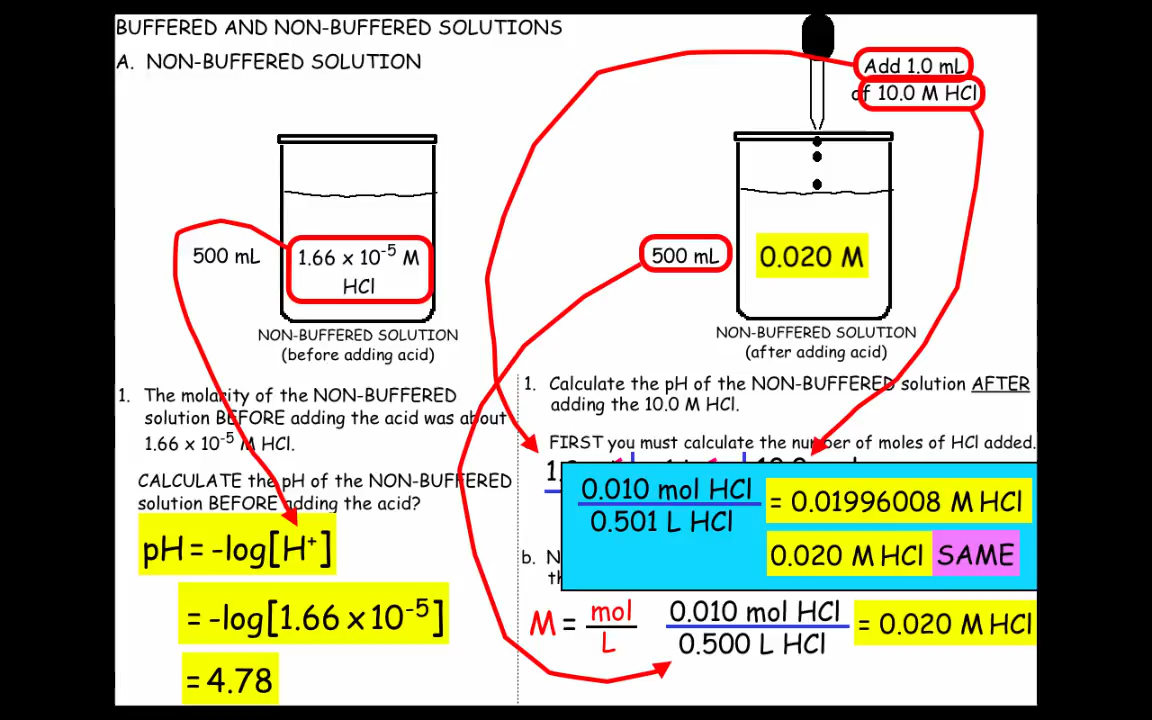 BUFFERED AND NON-BUFFERED SOLUTIONS
A. NON-BUFFERED SOLUTION
Add 1.0 mL
of 10.0 M HCl
500 mL
1.66 x 10⁻⁵ M
HCl
500 mL
0.020 M
NON-BUFFERED SOLUTION
(before adding acid)
NON-BUFFERED SOLUTION
(after adding acid)
1. The molarity of the NON-BUFFERED
solution BEFORE adding the acid was about
1.66 x 10⁻⁵ M HCl.
CALCULATE the pH of the NON-BUFFERED
solution BEFORE adding the acid?
pH = -log[H⁺]
= -log[1.66 x 10⁻⁵]
= 4.78
1. Calculate the pH of the NON-BUFFERED solution AFTER
adding the 10.0 M HCl.
FIRST you must calculate the number of moles of HCl added.
0.010 mol HCl
0.501 L HCl
= 0.01996008 M HCl
0.020 M HCl SAME
b.
M = mol
L
0.010 mol HCl
0.500 L HCl
= 0.020 M HCl